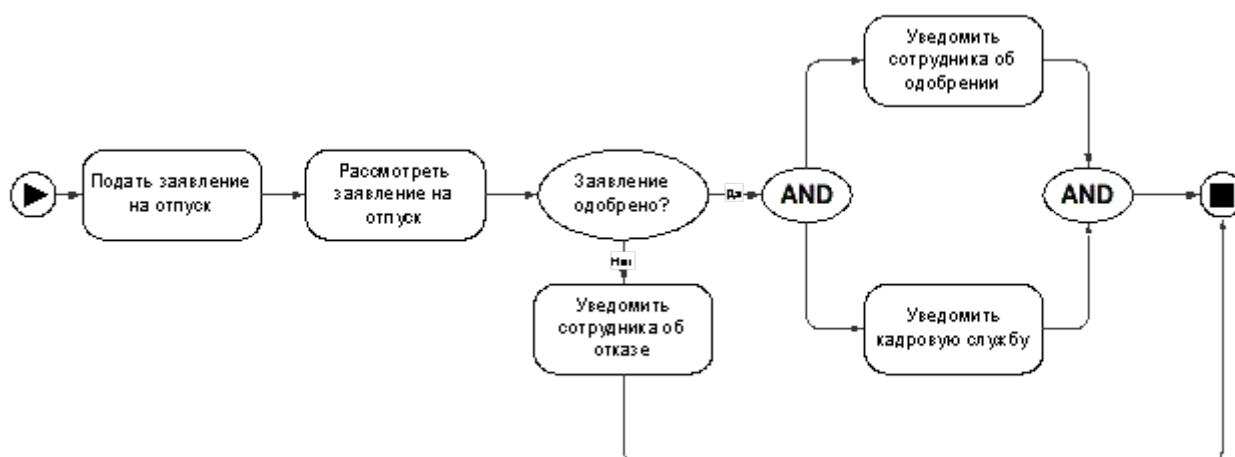 Уведомить
сотрудника об
одобрении
Подать заявление
на отпуск
Рассмотреть
заявление на
отпуск
Заявление
одобрено?
Да
AND
AND
Нет
Уведомить
сотрудника об
отказе
Уведомить
кадровую службу